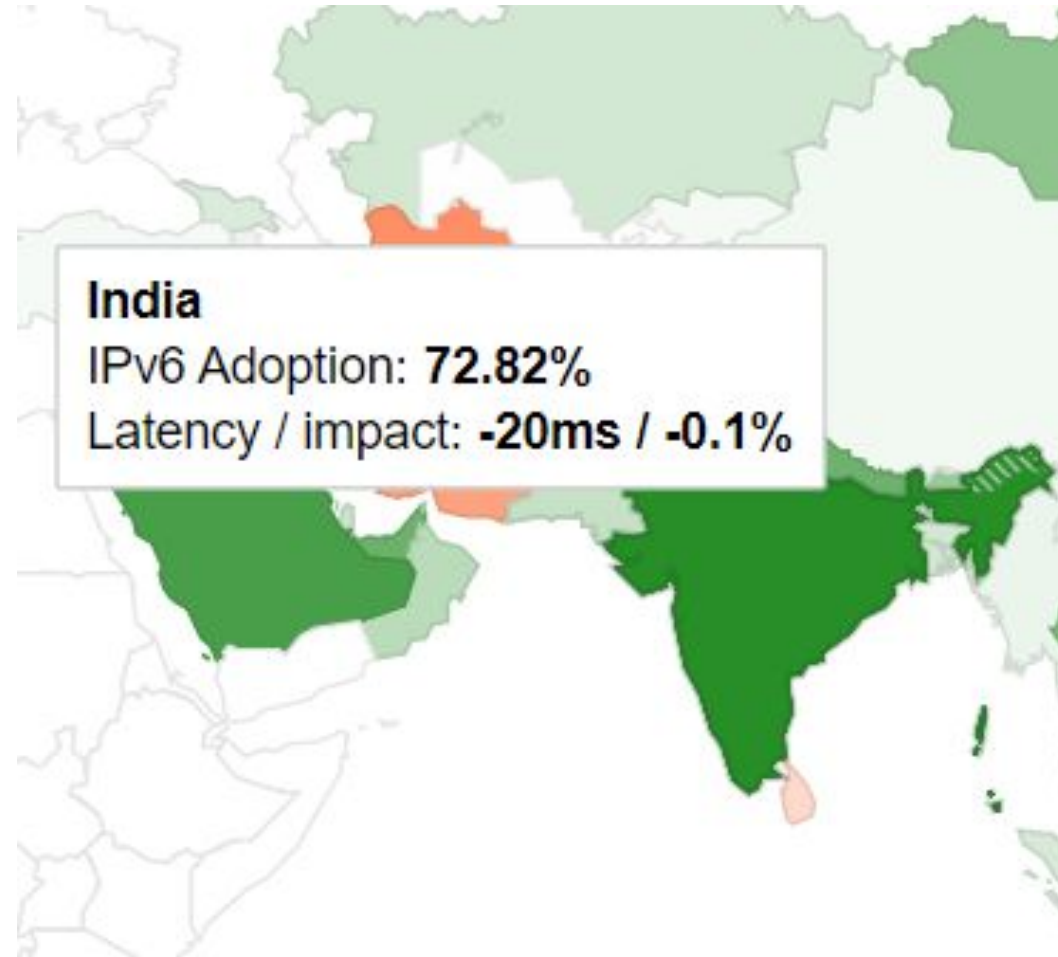 India
IPv6 Adoption: 72.82%
Latency / impact: -20ms / -0.1%